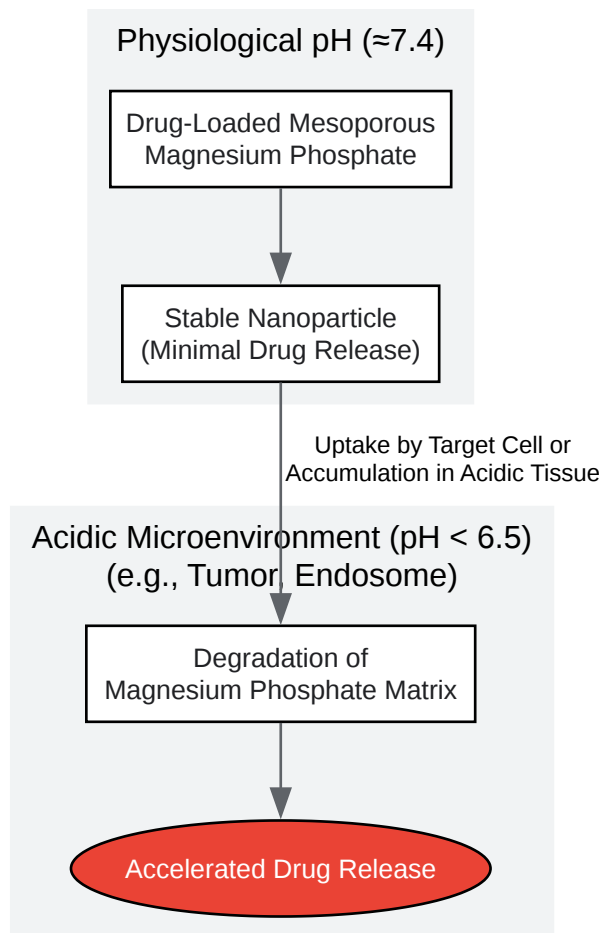 Physiological pH (≈7.4)
Drug-Loaded Mesoporous
Magnesium Phosphate
Stable Nanoparticle
(Minimal Drug Release)
Uptake by Target Cell or
Accumulation in Acidic Tissue
Acidic Microenvironment (pH < 6.5)
(e.g., Tumor, Endosome)
Degradation of
Magnesium Phosphate Matrix
Accelerated Drug Release